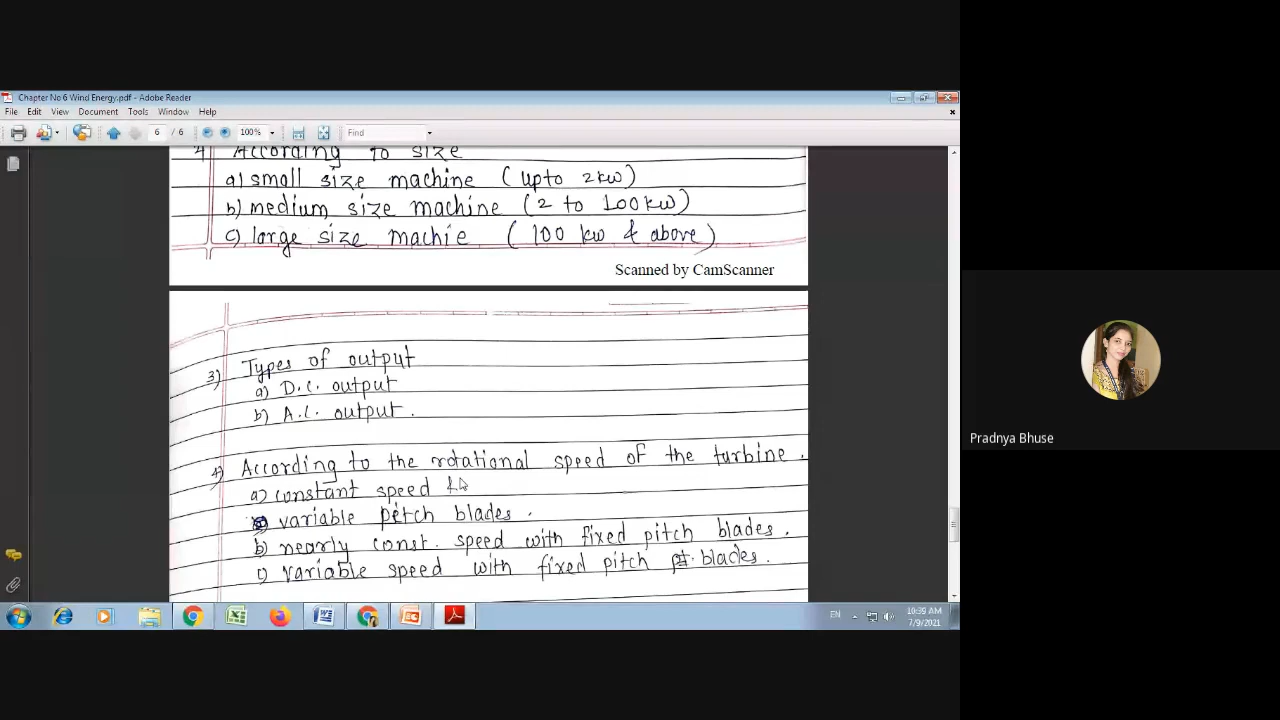 Chapter No 6 Wind Energy.pdf - Adobe Reader
File Edit View Document Tools Window Help
6 / 6 100% Find
According to size
a) small size machine (upto 2kw)
b) medium size machine (2 to 100kw)
c) large size machie (100 kw & above)
Scanned by CamScanner
3) Types of output
a) D.C. output
b) A.C. output.
4) According to the rotational speed of the turbine.
a) constant speed &
variable pitch blades.
b) nearly const. speed with fixed pitch blades.
c) variable speed with fixed pitch blades.
Pradnya Bhuse
EN
10:39 AM
7/9/2021